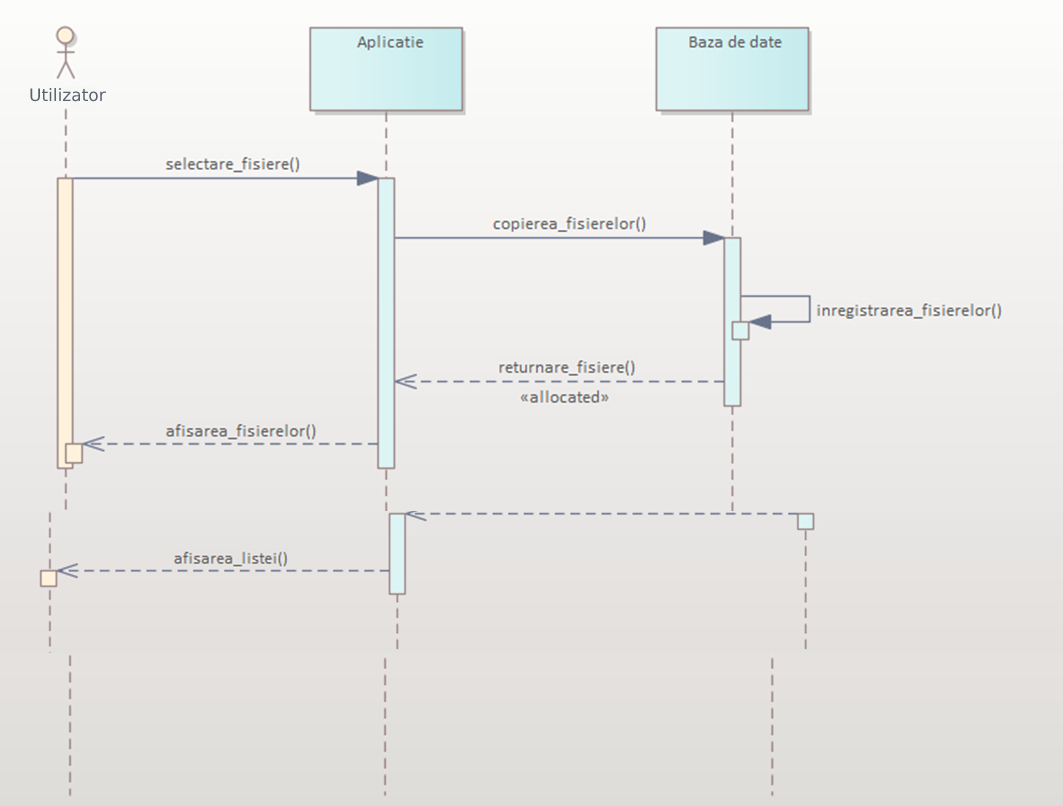 Utilizator
Aplicatie
Baza de date
selectare_fisiere()
copierea_fisierelor()
inregistrarea_fisierelor()
returnare_fisiere()
«allocated»
afisarea_fisierelor()
afisarea_listei()